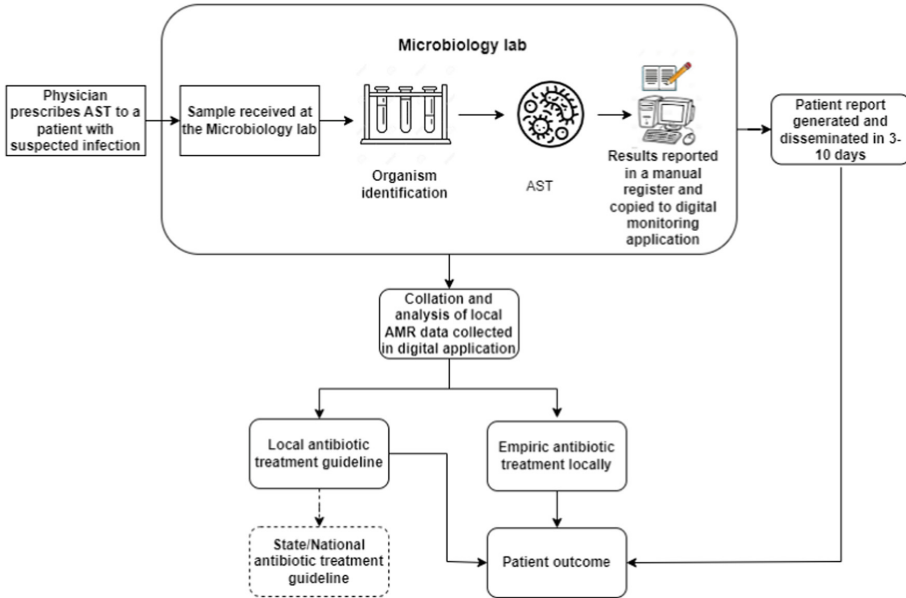 Microbiology lab
Physician
prescribes AST to a
patient with
suspected infection
Sample received at
the Microbiology lab
Organism
identification
AST
Results reported
in a manual
register and
copied to digital
monitoring
application
Patient report
generated and
disseminated in 3-
10 days
Collation and
analysis of local
AMR data collected
in digital application
Local antibiotic
treatment guideline
Empiric antibiotic
treatment locally
State/National
antibiotic treatment
guideline
Patient outcome